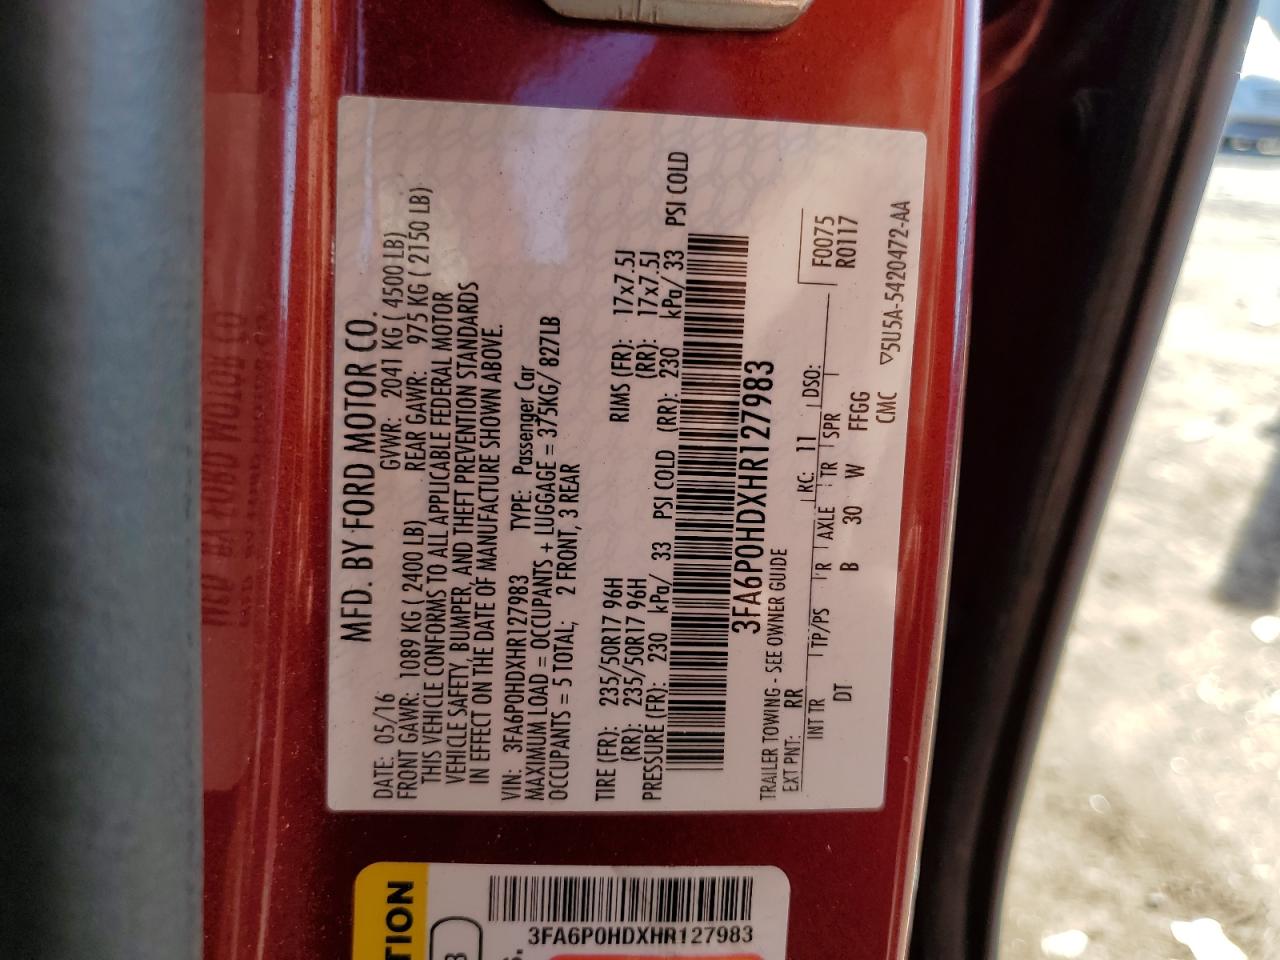 MFD. BY FORD MOTOR CO.
DATE: 05/16 GVWR: 2041 KG ( 4500 LB)
FRONT GAWR: 1089 KG ( 2400 LB) REAR GAWR: 975 KG ( 2150 LB)
THIS VEHICLE CONFORMS TO ALL APPLICABLE FEDERAL MOTOR
VEHICLE SAFETY, BUMPER, AND THEFT PREVENTION STANDARDS
IN EFFECT ON THE DATE OF MANUFACTURE SHOWN ABOVE.
VIN: 3FA6P0HDXHR127983 TYPE: Passenger Car
MAXIMUM LOAD = OCCUPANTS + LUGGAGE = 375KG/ 827LB
OCCUPANTS = 5 TOTAL; 2 FRONT, 3 REAR
TIRE (FR): 235/50R17 96H RIMS (FR): 17x7.5J
(RR): 235/50R17 96H (RR): 17x7.5J
PRESSURE (FR): 230 kPa/ 33 PSI COLD (RR): 230 kPa/ 33 PSI COLD
3FA6P0HDXHR127983
TRAILER TOWING - SEE OWNER GUIDE
EXT PNT: RR RC: 11 DSO:
F0075
R0117
INT TR TP/PS R AXLE TR SPR
DT B 30 W FFGG
CMC ▽5U5A-5420472-AA
TION
3FA6P0HDXHR127983